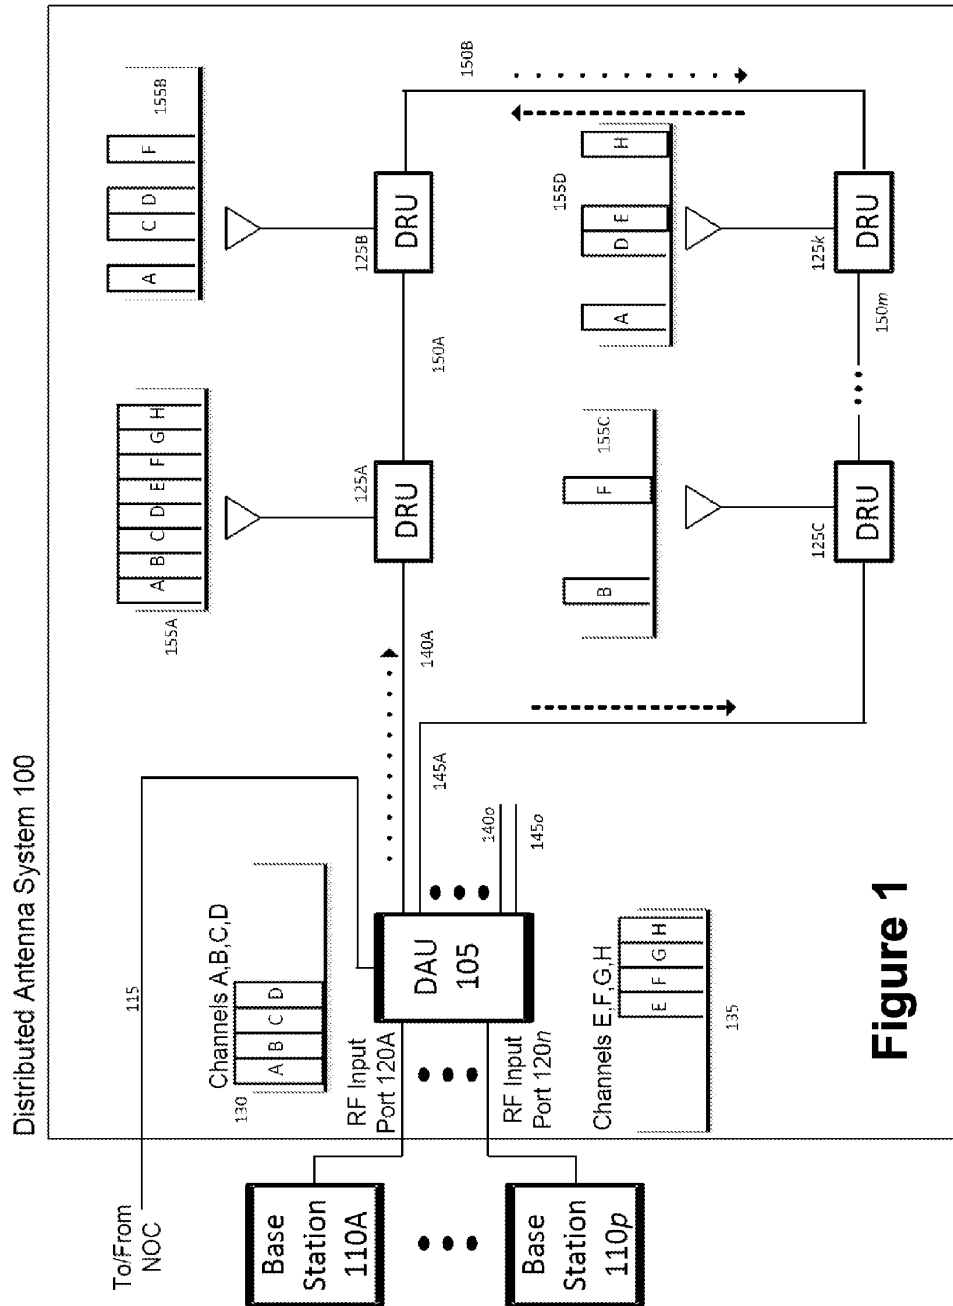 Distributed Antenna System 100
To/From
NOC
115
Channels A,B,C,D
130
A B C D
RF Input
Port 120A
RF Input
Port 120n
DAU
105
Base
Station
110A
Base
Station
110p
Channels E,F,G,H
E F G H
135
140A
145A
140o
145o
155A
A B C D E F G H
125A
DRU
150A
155B
A C D F
125B
DRU
150B
155C
B F
125C
DRU
150m
155D
A D E H
125k
DRU
Figure 1